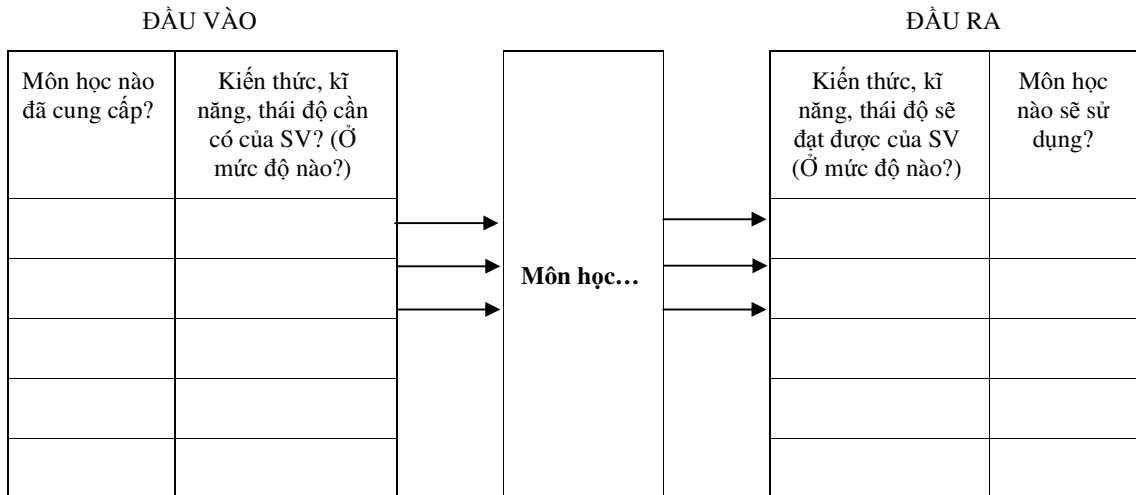 ĐẦU VÀO
Môn học nào
đã cung cấp?
Kiến thức, kĩ
năng, thái độ cần
có của SV? (Ở
mức độ nào?)
Môn học…
ĐẦU RA
Kiến thức, kĩ
năng, thái độ sẽ
đạt được của SV
(Ở mức độ nào?)
Môn học
nào sẽ sử
dụng?